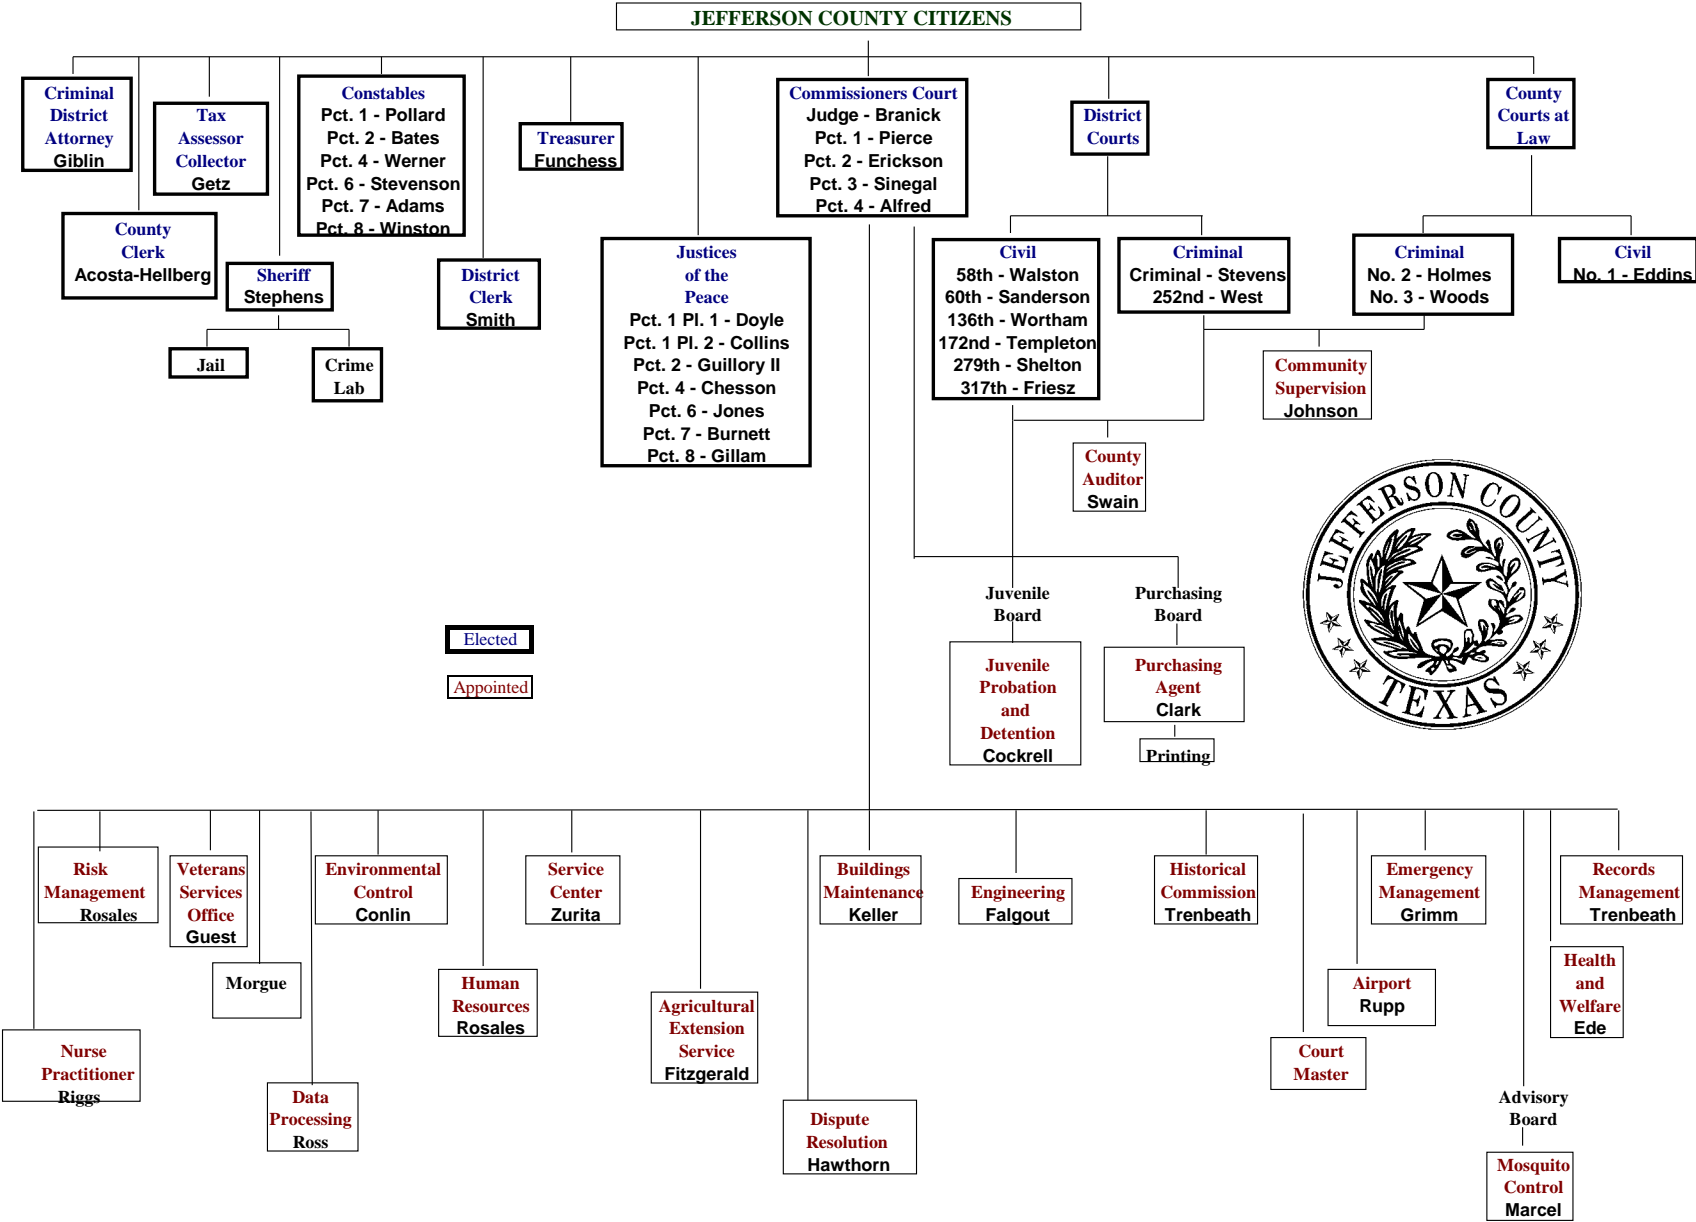 JEFFERSON COUNTY CITIZENS
Criminal
District
Attorney
Giblin
County
Clerk
Acosta-Hellberg
Tax
Assessor
Collector
Getz
Sheriff
Stephens
Jail
Crime
Lab
Constables
Pct. 1 - Pollard
Pct. 2 - Bates
Pct. 4 - Werner
Pct. 6 - Stevenson
Pct. 7 - Adams
Pct. 8 - Winston
District
Clerk
Smith
Treasurer
Funchess
Justices
of the
Peace
Pct. 1 Pl. 1 - Doyle
Pct. 1 Pl. 2 - Collins
Pct. 2 - Guillory II
Pct. 4 - Chesson
Pct. 6 - Jones
Pct. 7 - Burnett
Pct. 8 - Gillam
Commissioners Court
Judge - Branick
Pct. 1 - Pierce
Pct. 2 - Erickson
Pct. 3 - Sinegal
Pct. 4 - Alfred
District
Courts
Civil
58th - Walston
60th - Sanderson
136th - Wortham
172nd - Templeton
279th - Shelton
317th - Friesz
Criminal
Criminal - Stevens
252nd - West
County
Courts at
Law
Criminal
No. 2 - Holmes
No. 3 - Woods
Civil
No. 1 - Eddins
Community
Supervision
Johnson
County
Auditor
Swain
JEFFERSON COUNTY
TEXAS
Juvenile
Board
Juvenile
Probation
and
Detention
Cockrell
Purchasing
Board
Purchasing
Agent
Clark
Printing
Elected
Appointed
Nurse
Practitioner
Riggs
Risk
Management
Rosales
Veterans
Services
Office
Guest
Morgue
Data
Processing
Ross
Environmental
Control
Conlin
Human
Resources
Rosales
Service
Center
Zurita
Agricultural
Extension
Service
Fitzgerald
Dispute
Resolution
Hawthorn
Buildings
Maintenance
Keller
Engineering
Falgout
Historical
Commission
Trenbeath
Court
Master
Airport
Rupp
Emergency
Management
Grimm
Advisory
Board
Mosquito
Control
Marcel
Health
and
Welfare
Ede
Records
Management
Trenbeath